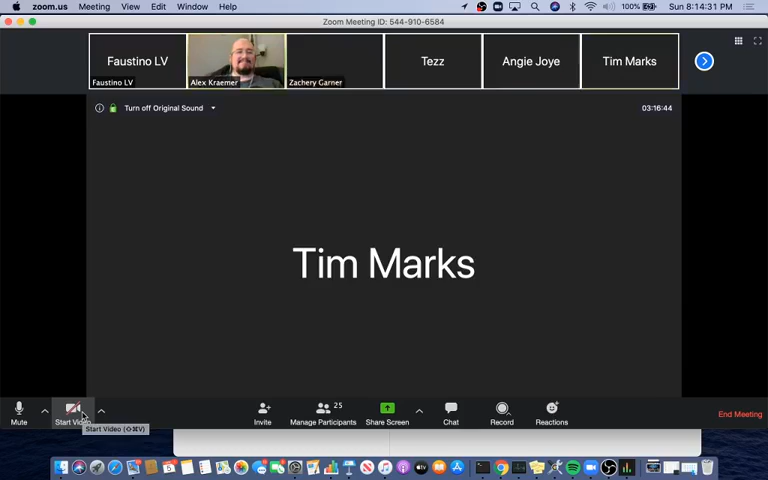 zoom.us Meeting View Edit Window Help 100% Sun 8:14:31 PM
Zoom Meeting ID: 544-910-6584
Faustino LV
Faustino LV
Alex Kraemer
Zachery Garner
Tezz
Angie Joye
Tim Marks
Turn off Original Sound
03:16:44
Tim Marks
Mute
Start Video
Start Video (⇧⌘V)
Invite
25
Manage Participants
Share Screen
Chat
Record
Reactions
End Meeting